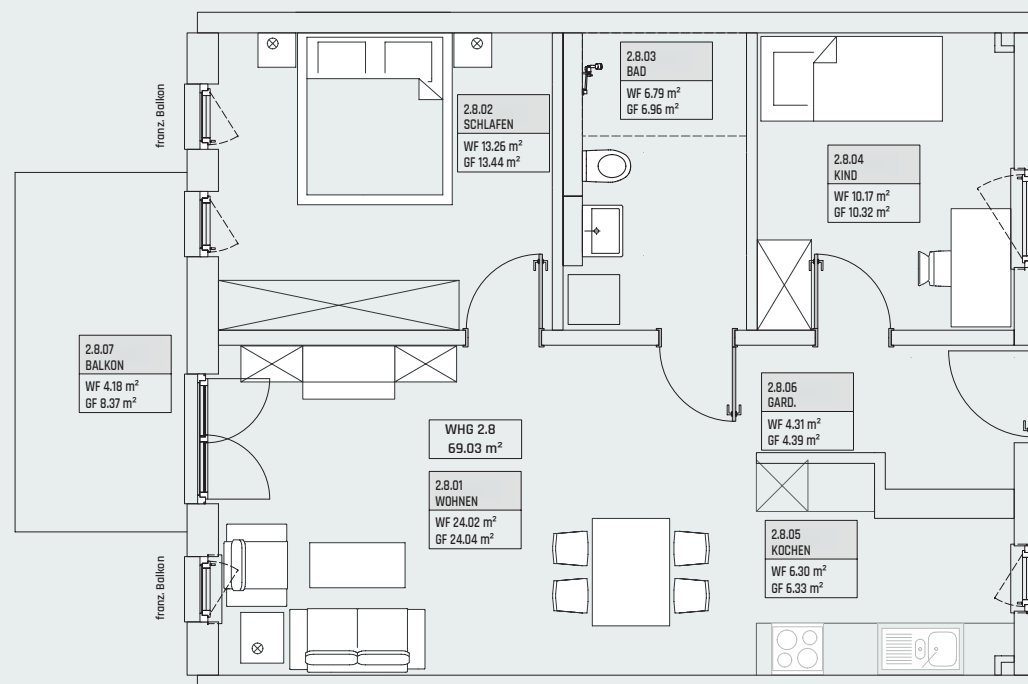 franz. Balkon
2.8.02
SCHLAFEN
WF 13.26 m²
GF 13.44 m²
2.8.03
BAD
WF 6.79 m²
GF 6.96 m²
2.8.04
KIND
WF 10.17 m²
GF 10.32 m²
2.8.07
BALKON
WF 4.18 m²
GF 8.37 m²
2.8.06
GARD.
WF 4.31 m²
GF 4.39 m²
WHG 2.8
69.03 m²
2.8.01
WOHNEN
WF 24.02 m²
GF 24.04 m²
2.8.05
KOCHEN
WF 6.30 m²
GF 6.33 m²
franz. Balkon